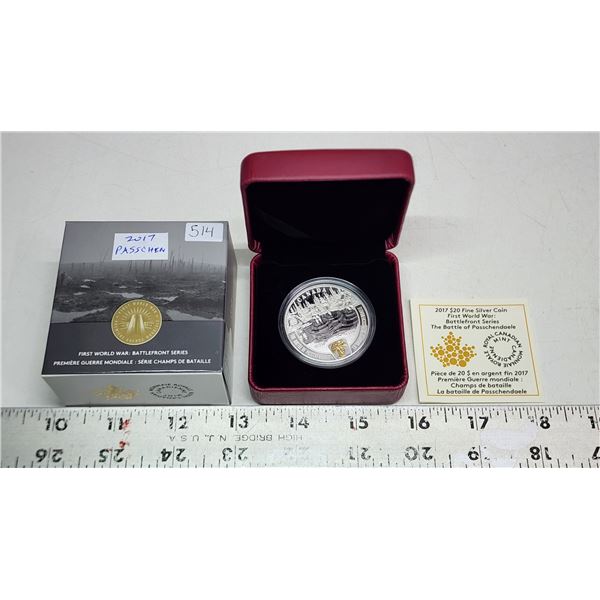 2017
PASSCHEN
514
FIRST WORLD WAR: BATTLEFRONT SERIES
PREMIÈRE GUERRE MONDIALE : SÉRIE CHAMPS DE BATAILLE
2017 $20 Fine Silver Coin
First World War:
Battlefront Series
The Battle of Passchendaele
ROYAL CANADIAN MINT
MONNAIE ROYALE CANADIENNE
Pièce de 20 $ en argent fin 2017
Première Guerre mondiale :
Champs de bataille
La bataille de Passchendaele
10 11 12 13 14 15 16 17 18 1
HIGH BRIDGE, N.J., U.S.A
26 25 24 23 21 20 19 18 17